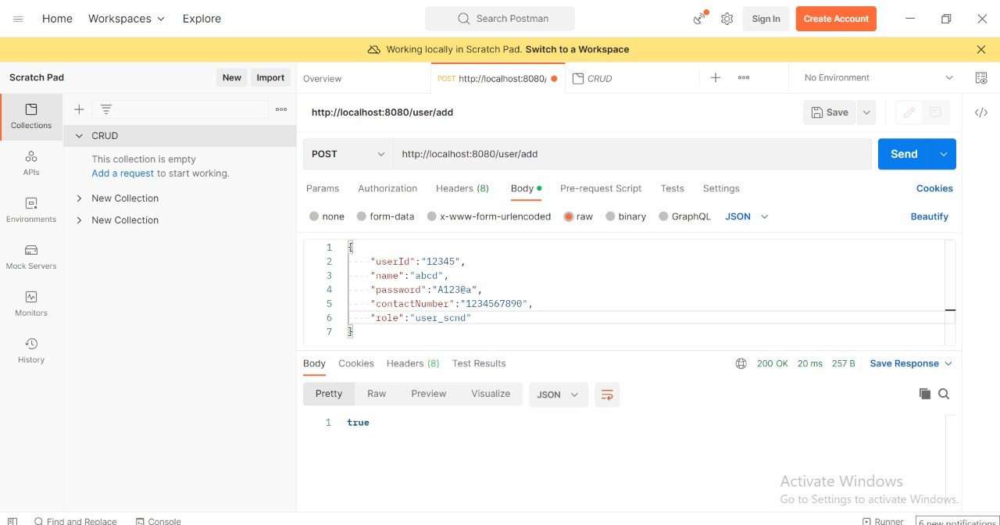 Home Workspaces Explore Search Postman Sign In Create Account
Working locally in Scratch Pad. Switch to a Workspace
Scratch Pad New Import
Overview POST http://localhost:8080/ CRUD No Environment
Collections
APIs
Environments
Mock Servers
Monitors
History
CRUD
This collection is empty
Add a request to start working.
New Collection
New Collection
http://localhost:8080/user/add Save
POST http://localhost:8080/user/add Send
Params Authorization Headers (8) Body Pre-request Script Tests Settings Cookies
none form-data x-www-form-urlencoded raw binary GraphQL JSON Beautify
1 {
2 "userId":"12345",
3 "name":"abcd",
4 "password":"A123@a",
5 "contactNumber":"1234567890",
6 "role":"user_scnd"
7 }
Body Cookies Headers (8) Test Results 200 OK 20 ms 257 B Save Response
Pretty Raw Preview Visualize JSON
1 true
Activate Windows
Go to Settings to activate Windows.
Find and Replace Console Runner 6 new notifications